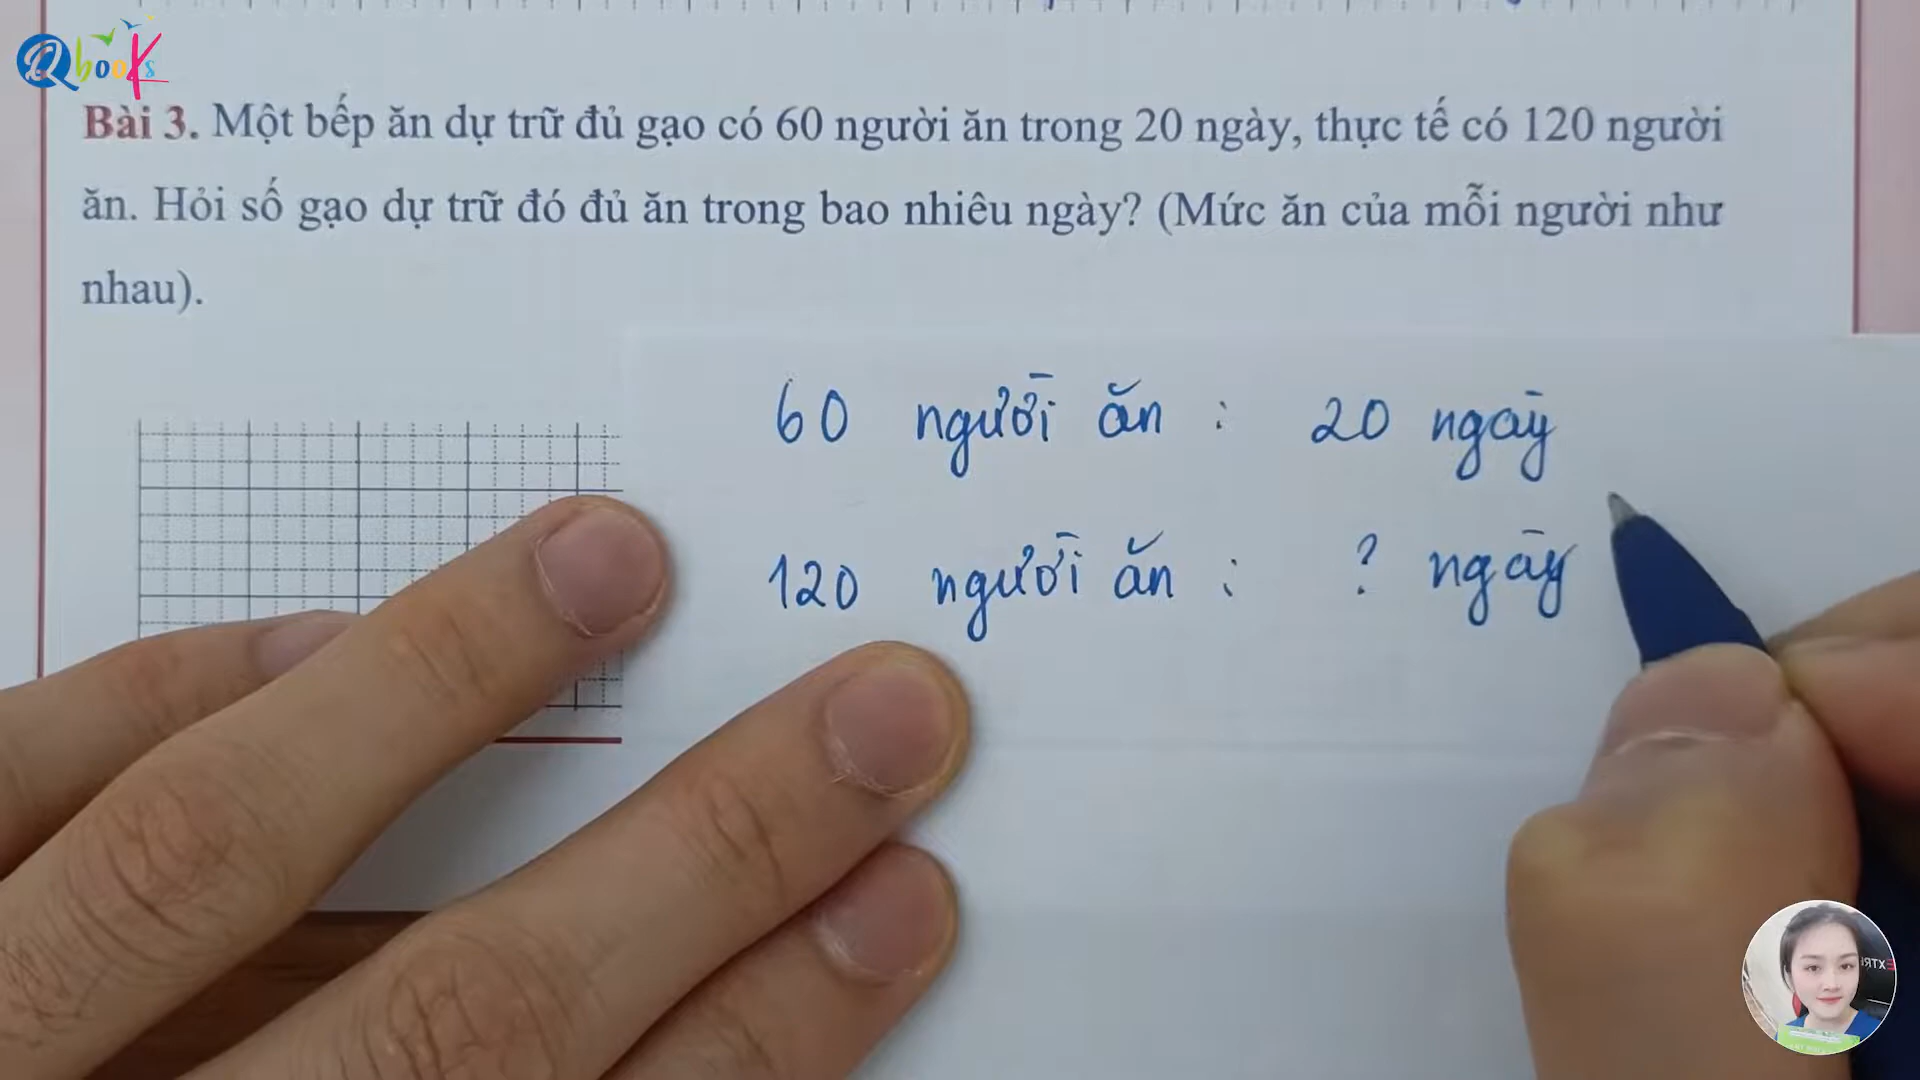 Qbooks
Bài 3. Một bếp ăn dự trữ đủ gạo có 60 người ăn trong 20 ngày, thực tế có 120 người
ăn. Hỏi số gạo dự trữ đó đủ ăn trong bao nhiêu ngày? (Mức ăn của mỗi người như
nhau).
60 người ăn : 20 ngày
120 người ăn : ? ngày